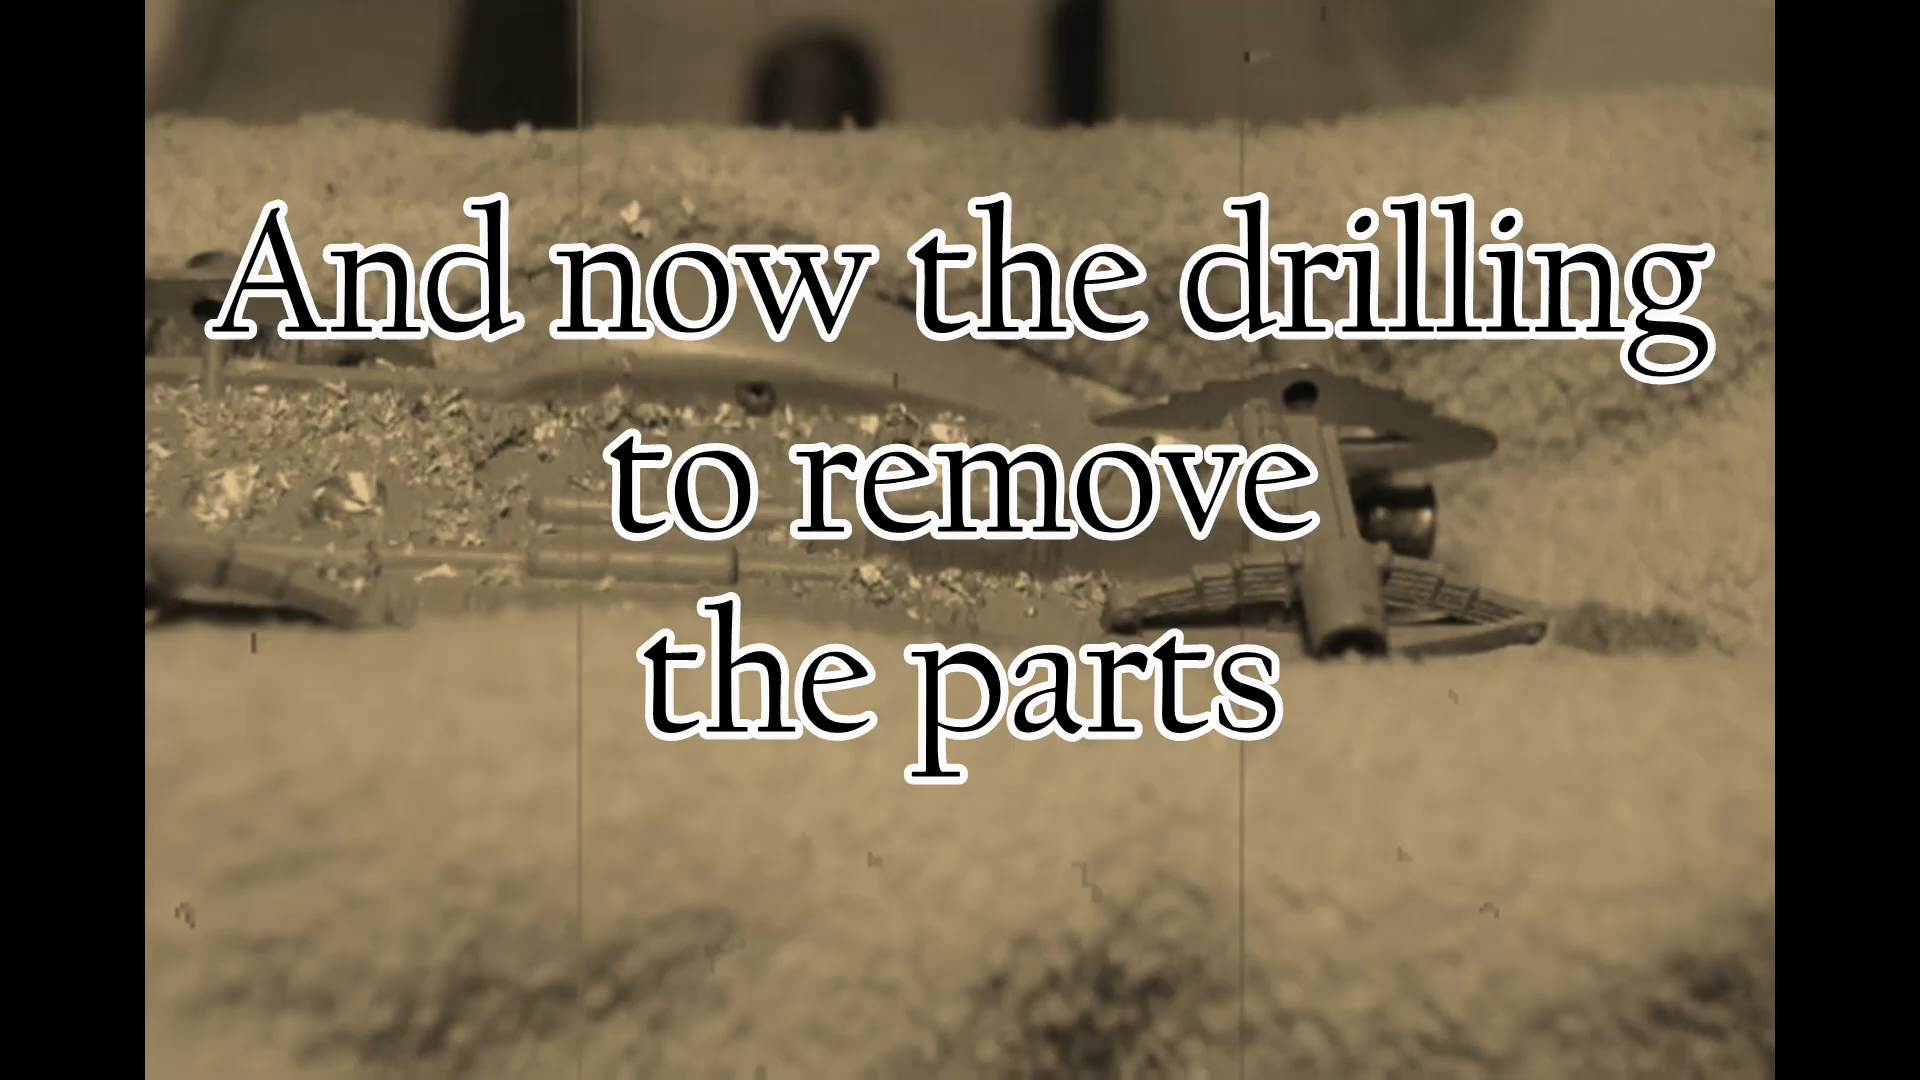 And now the drilling
to remove
the parts